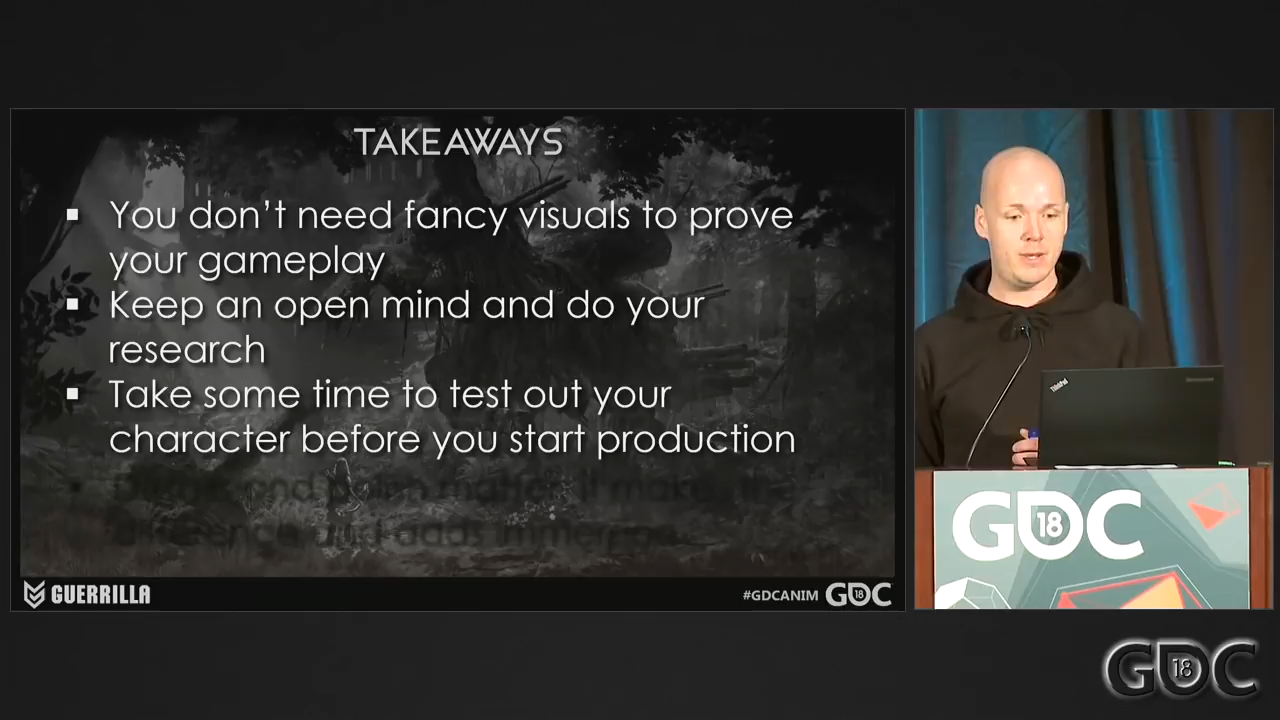 TAKEAWAYS
▪ You don't need fancy visuals to prove
your gameplay
▪ Keep an open mind and do your
research
▪ Take some time to test out your
character before you start production
GUERRILLA
#GDCANIM GDC 18
ThinkPad
GDC 18
GDC 18